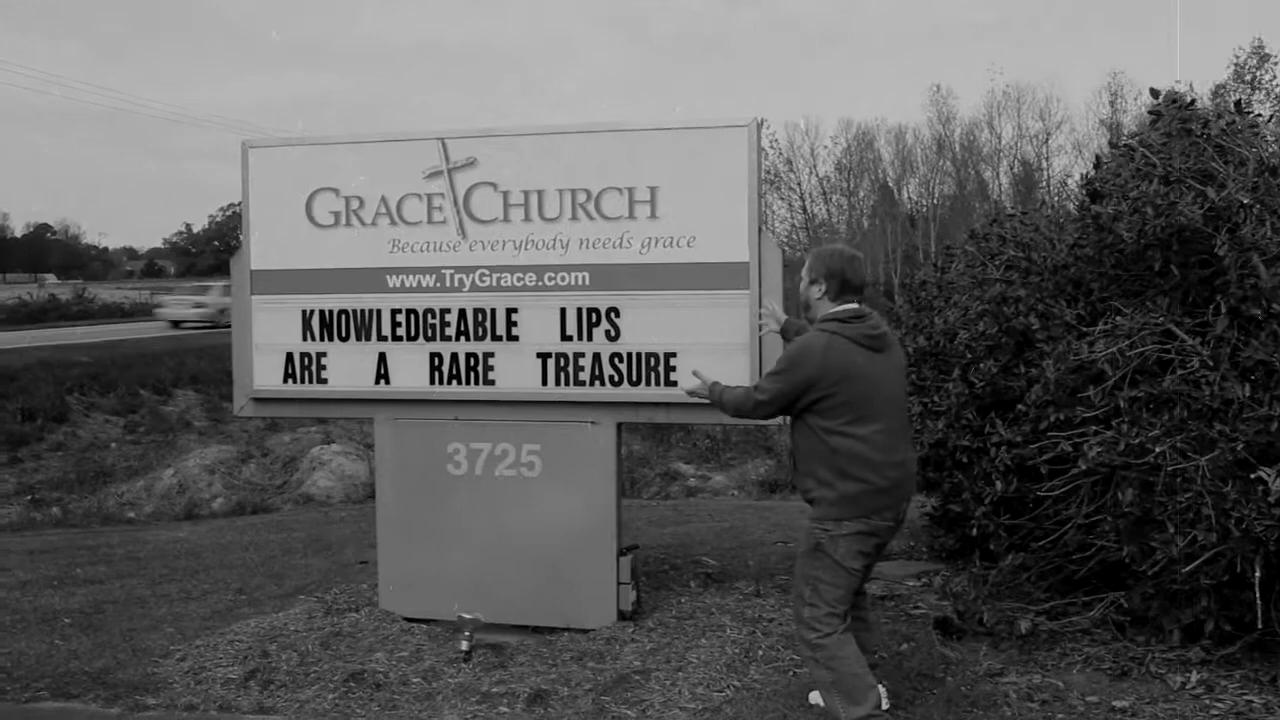 GRACE CHURCH
Because everybody needs grace
www.TryGrace.com
KNOWLEDGEABLE LIPS
ARE A RARE TREASURE
3725